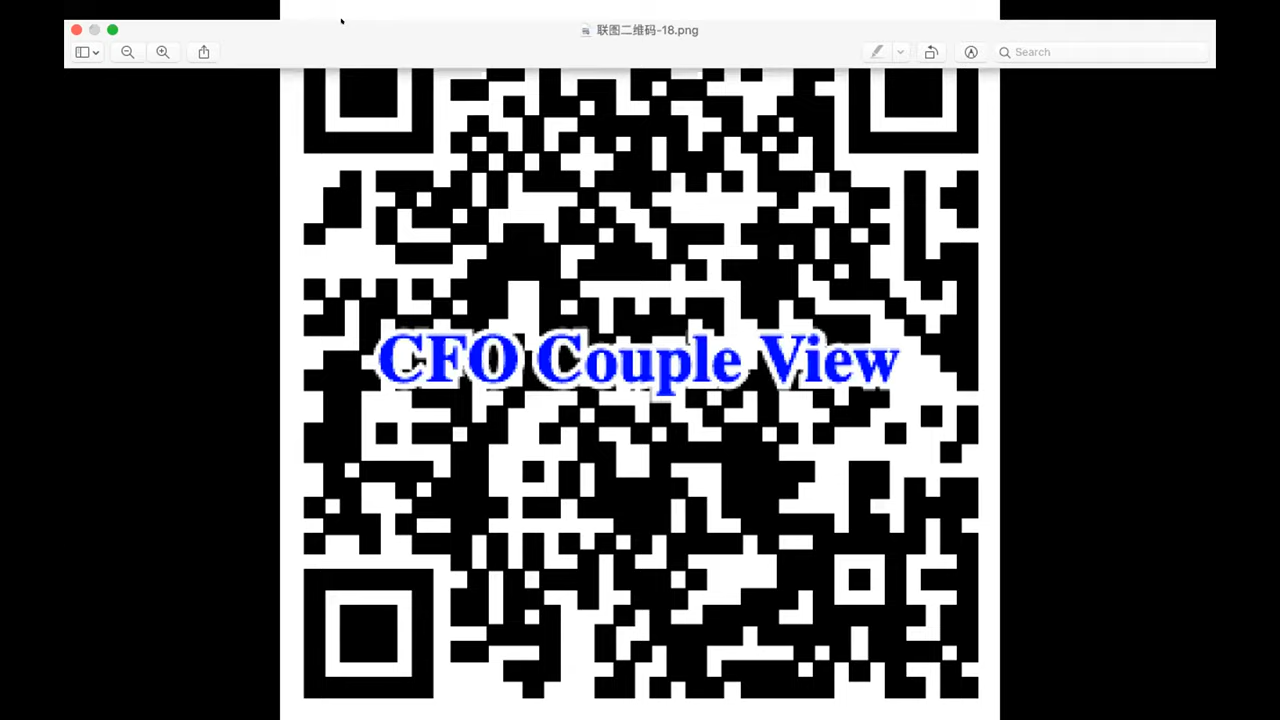 联图二维码-18.png
Search
CFO Couple View